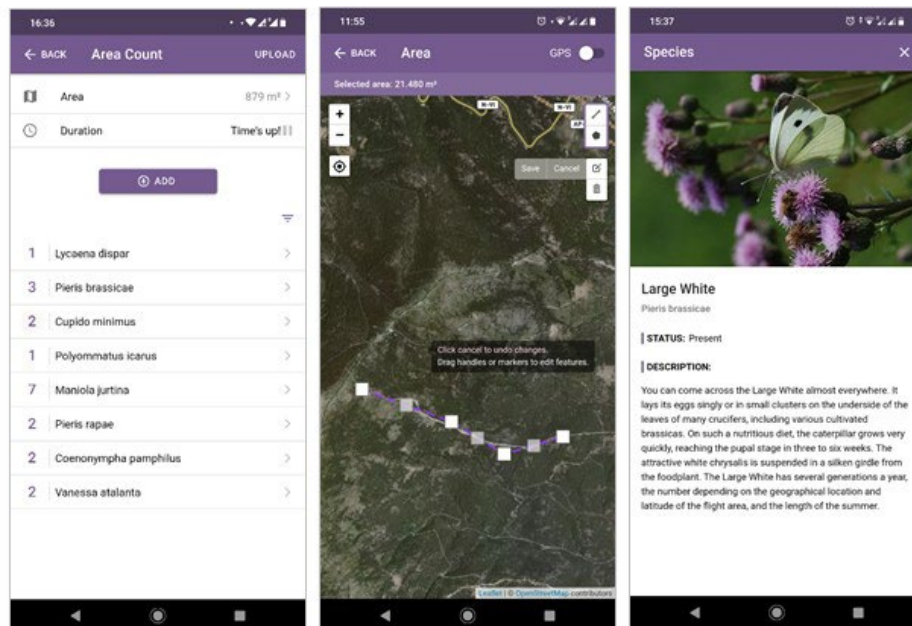 16:36
← BACK Area Count UPLOAD
Area 879 m² >
Duration Time's up!
ADD
1 Lycaena dispar
3 Pieris brassicae
2 Cupido minimus
1 Polyommatus icarus
7 Maniola jurtina
2 Pieris rapae
2 Coenonympha pamphilus
2 Vanessa atalanta
11:55
← BACK Area GPS
Selected area: 21.480 m²
+
−
N-VI
N-VI
AP-
Save Cancel
Click cancel to undo changes.
Drag handles or markers to edit features.
Leaflet | © OpenStreetMap contributors
15:37
Species ×
Large White
Pieris brassicae
STATUS: Present
DESCRIPTION:
You can come across the Large White almost everywhere. It
lays its eggs singly or in small clusters on the underside of the
leaves of many crucifers, including various cultivated
brassicas. On such a nutritious diet, the caterpillar grows very
quickly, reaching the pupal stage in three to six weeks. The
attractive white chrysalis is suspended in a silken girdle from
the foodplant. The Large White has several generations a year,
the number depending on the geographical location and
latitude of the flight area, and the length of the summer.